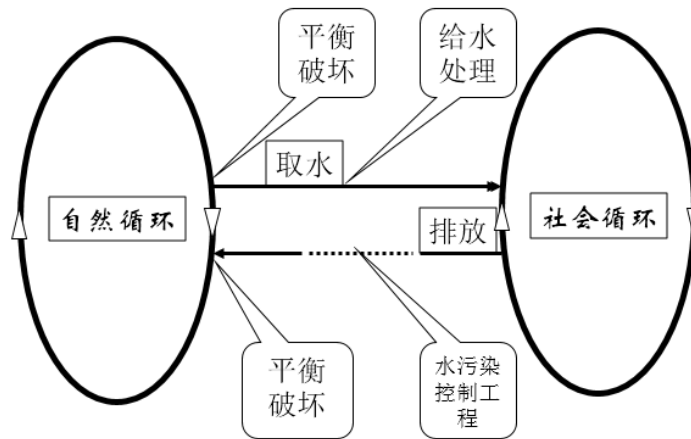 平衡
破坏
给水
处理
取水
自然循环
社会循环
排放
平衡
破坏
水污染
控制工
程